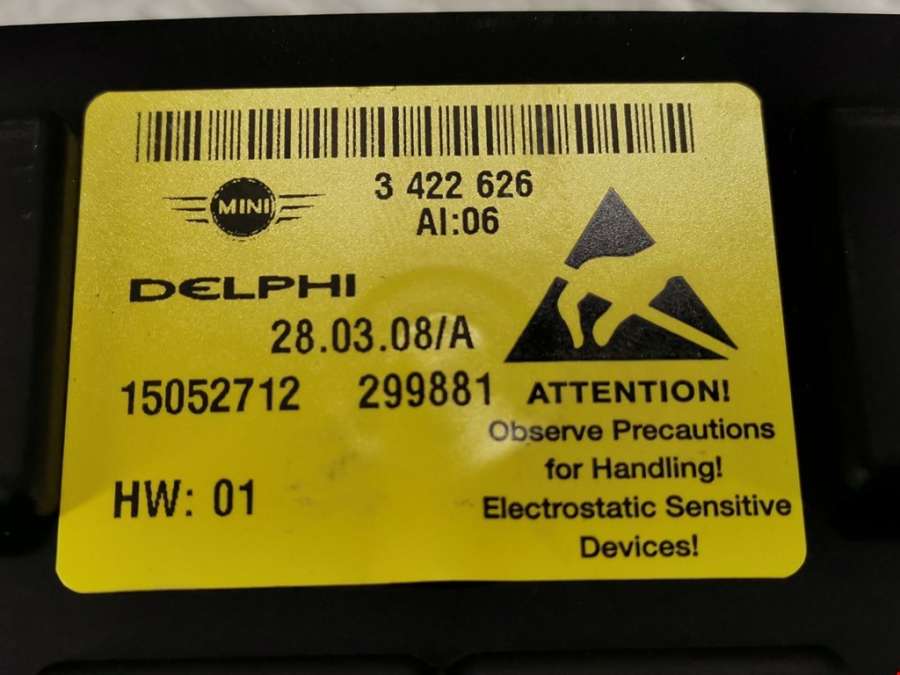 3 422 626
MINI
AI:06
DELPHI
28.03.08/A
15052712 299881
HW: 01
ATTENTION!
Observe Precautions
for Handling!
Electrostatic Sensitive
Devices!